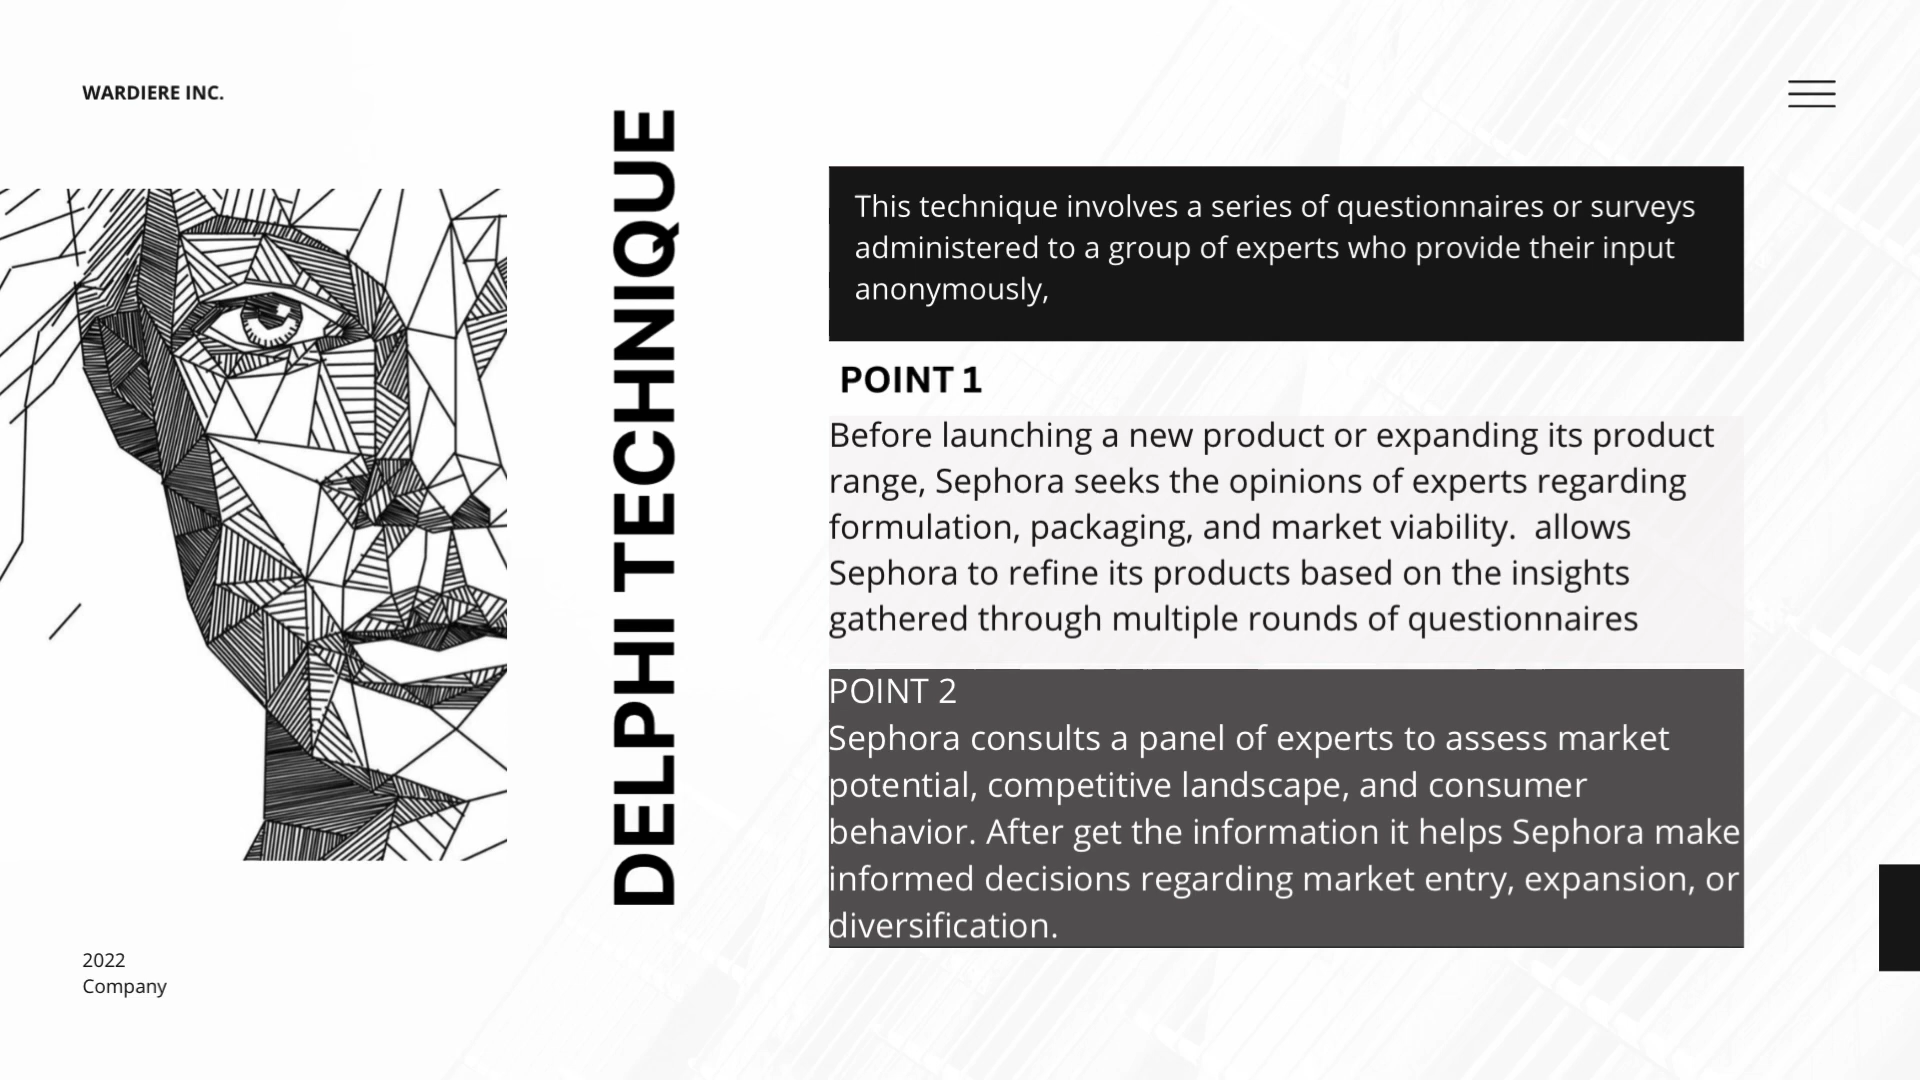 WARDIERE INC.
DELPHI TECHNIQUE
This technique involves a series of questionnaires or surveys
administered to a group of experts who provide their input
anonymously,
POINT 1
Before launching a new product or expanding its product
range, Sephora seeks the opinions of experts regarding
formulation, packaging, and market viability.  allows
Sephora to refine its products based on the insights
gathered through multiple rounds of questionnaires
POINT 2
Sephora consults a panel of experts to assess market
potential, competitive landscape, and consumer
behavior. After get the information it helps Sephora make
informed decisions regarding market entry, expansion, or
diversification.
2022
Company